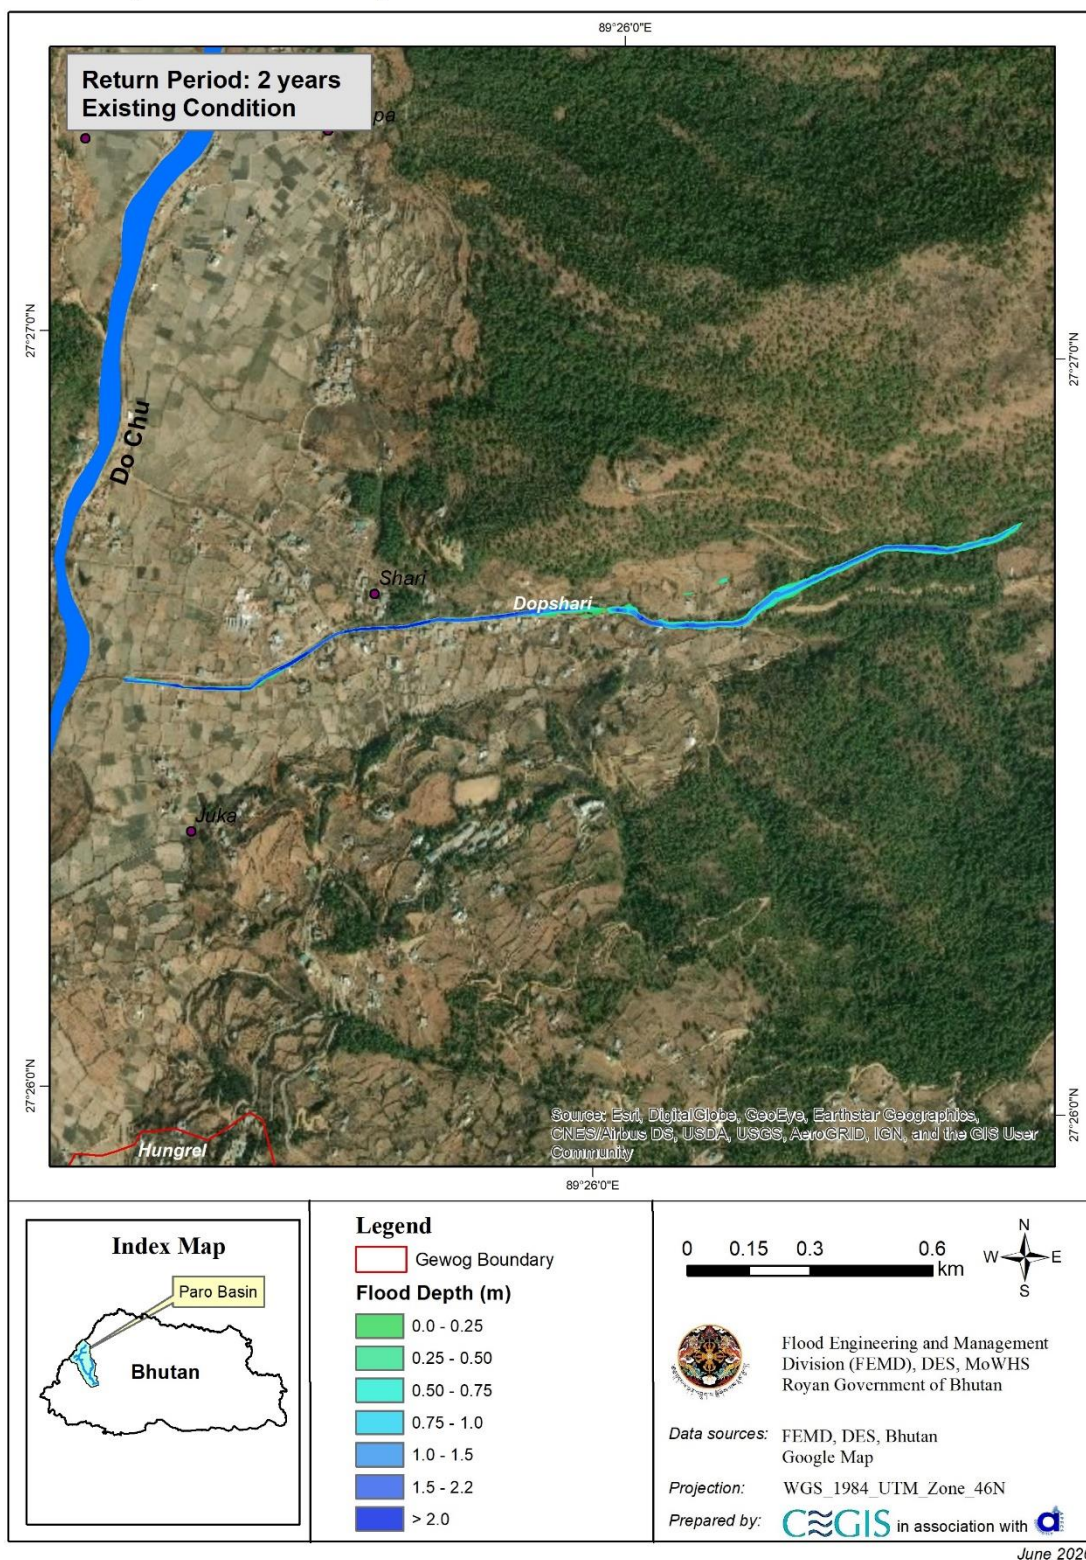 89°26'0"E
Return Period: 2 years
Existing Condition
pa
27°27'0"N
27°27'0"N
Do Chu
Shari
Dopshari
Juka
27°26'0"N
27°26'0"N
Source: Esri, DigitalGlobe, GeoEye, Earthstar Geographics,
CNES/Airbus DS, USDA, USGS, AeroGRID, IGN, and the GIS User
Community
Hungrel
89°26'0"E
Index Map
Paro Basin
Bhutan
Legend
Gewog Boundary
Flood Depth (m)
0.0 - 0.25
0.25 - 0.50
0.50 - 0.75
0.75 - 1.0
1.0 - 1.5
1.5 - 2.2
> 2.0
0 0.15 0.3 0.6
km
N
W E
S
Flood Engineering and Management
Division (FEMD), DES, MoWHS
Royan Government of Bhutan
Data sources: FEMD, DES, Bhutan
Google Map
Projection: WGS_1984_UTM_Zone_46N
Prepared by: CEGIS in association with